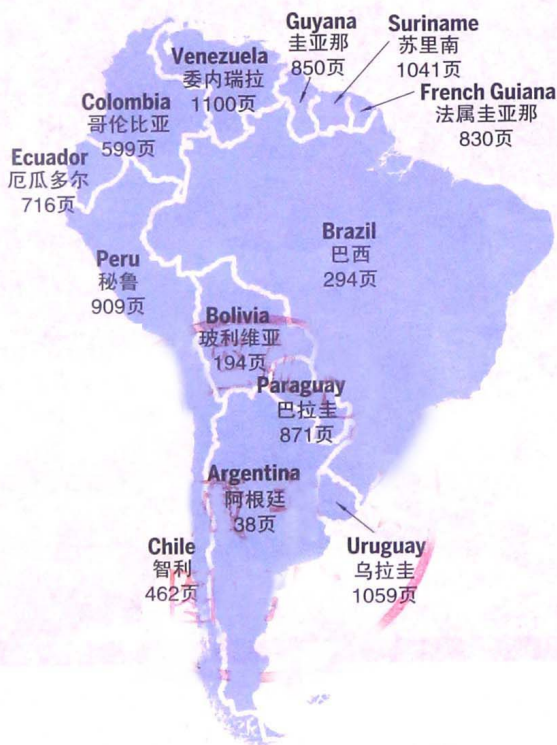 Guyana
圭亚那
850页
Suriname
苏里南
1041页
Venezuela
委内瑞拉
1100页
French Guiana
法属圭亚那
830页
Colombia
哥伦比亚
599页
Ecuador
厄瓜多尔
716页
Brazil
巴西
294页
Peru
秘鲁
909页
Bolivia
玻利维亚
194页
Paraguay
巴拉圭
871页
Argentina
阿根廷
38页
Chile
智利
462页
Uruguay
乌拉圭
1059页